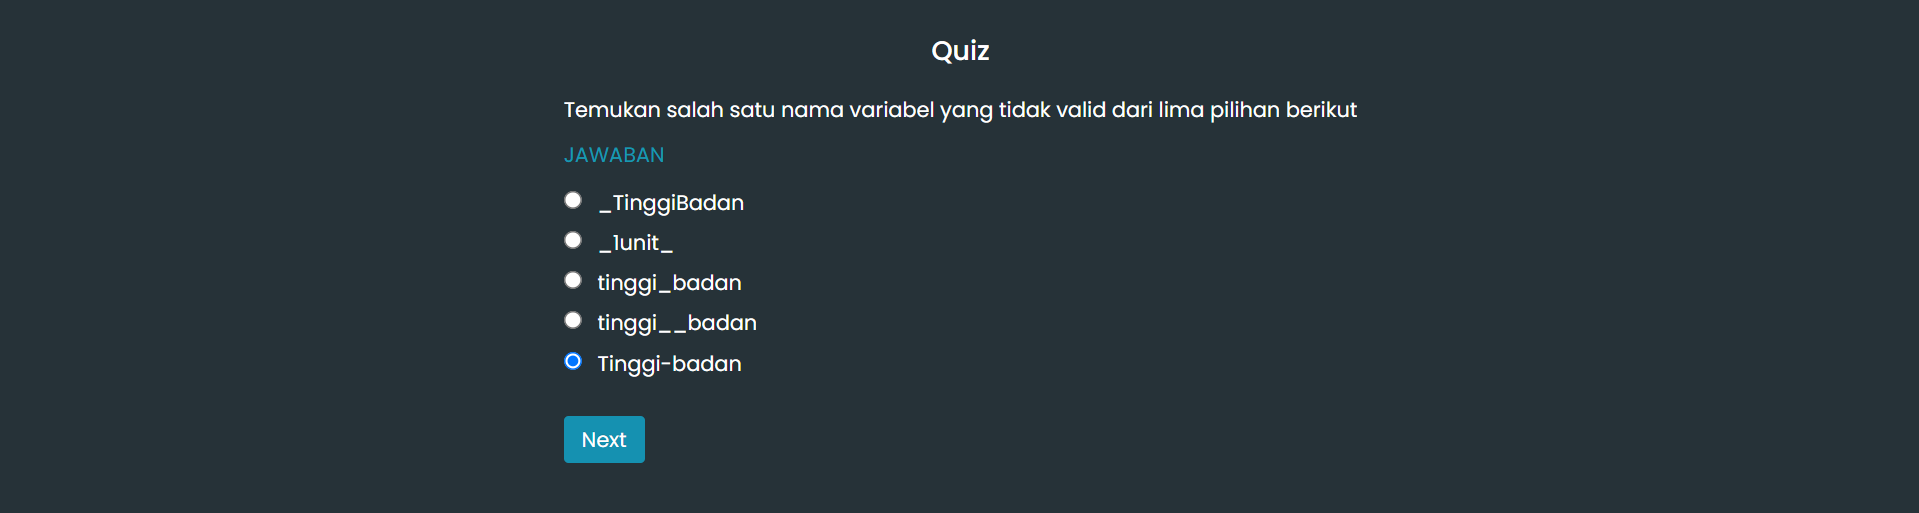 Quiz
Temukan salah satu nama variabel yang tidak valid dari lima pilihan berikut
JAWABAN
_TinggiBadan
_1unit_
tinggi_badan
tinggi__badan
Tinggi-badan
Next